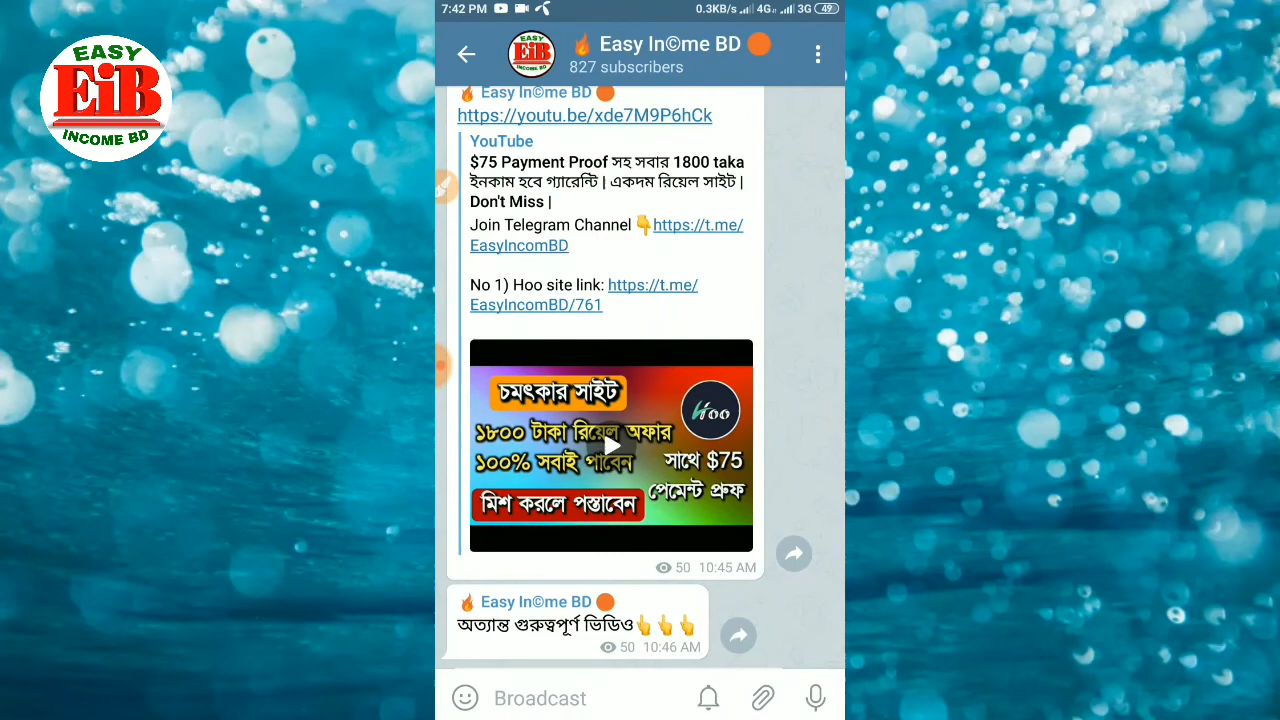 7:42 PM
0.3KB/s 4G 3G 49
EASY
EiB
INCOME BD
EASY
EiB
INCOME BD
🔥 Easy In©me BD 🟠
827 subscribers
🔥 Easy In©me BD 🟠
https://youtu.be/xde7M9P6hCk
YouTube
$75 Payment Proof সহ সবার 1800 taka
ইনকাম হবে গ্যারেন্টি | একদম রিয়েল সাইট |
Don't Miss |
Join Telegram Channel 👇https://t.me/
EasyIncomBD
No 1) Hoo site link: https://t.me/
EasyIncomBD/761
চমৎকার সাইট
Hoo
১৮০০ টাকা রিয়েল অফার
১০০% সবাই পাবেন
সাথে $75
পেমেন্ট প্রুফ
মিশ করলে পস্তাবেন
50 10:45 AM
🔥 Easy In©me BD 🟠
অত্যান্ত গুরুত্বপূর্ণ ভিডিও👆👆👆
50 10:46 AM
Broadcast